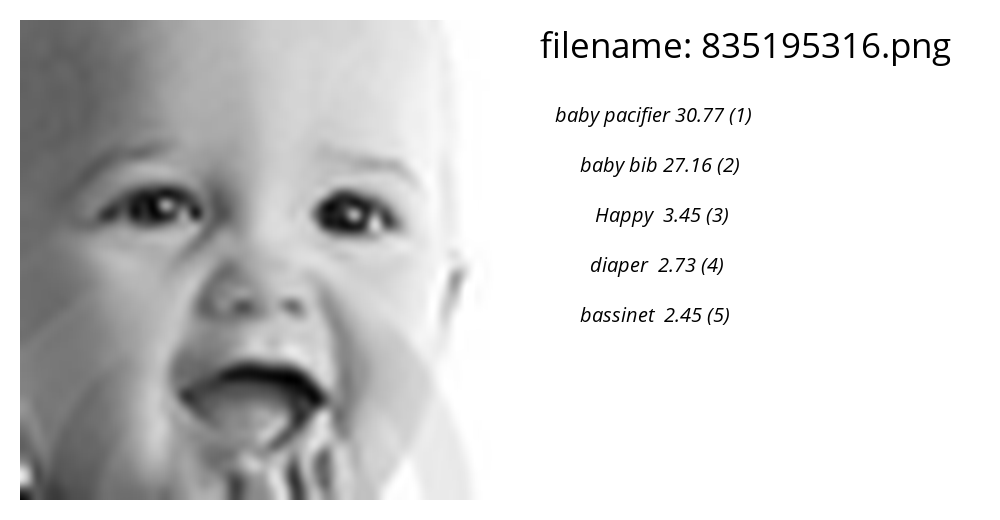 filename: 835195316.png
baby pacifier 30.77 (1)
baby bib 27.16 (2)
Happy 3.45 (3)
diaper 2.73 (4)
bassinet 2.45 (5)